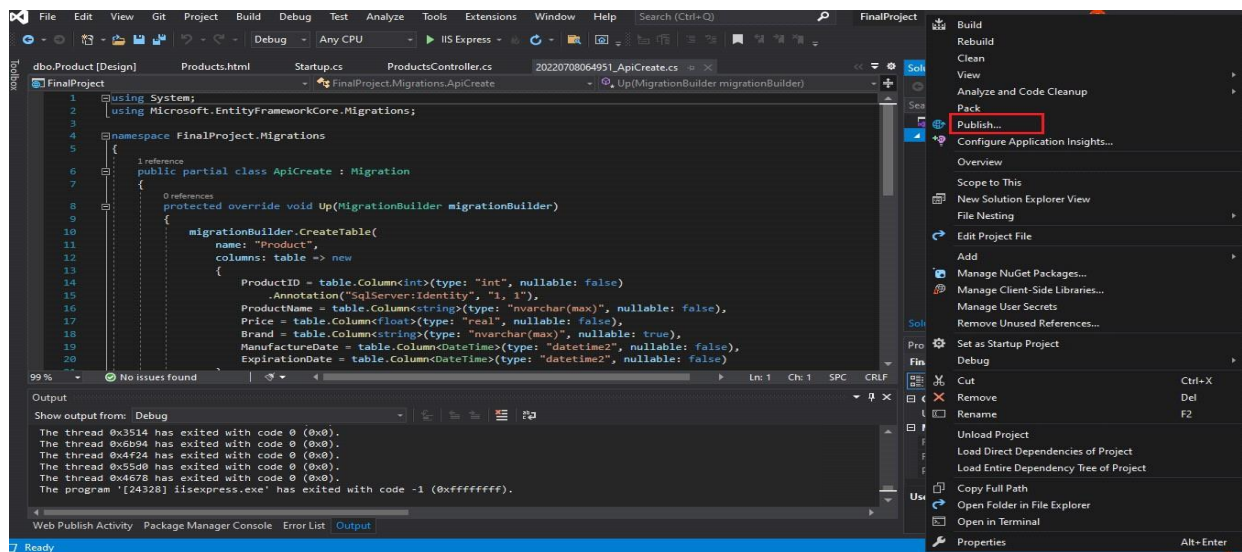 File Edit View Git Project Build Debug Test Analyze Tools Extensions Window Help Search (Ctrl+Q) FinalProject
Debug Any CPU IIS Express
Toolbox
dbo.Product [Design] Products.html Startup.cs ProductsController.cs 20220708064951_ApiCreate.cs
FinalProject FinalProject.Migrations.ApiCreate Up(MigrationBuilder migrationBuilder)
1 using System;
2 using Microsoft.EntityFrameworkCore.Migrations;
3
4 namespace FinalProject.Migrations
5 {
1 reference
6 public partial class ApiCreate : Migration
7 {
0 references
8 protected override void Up(MigrationBuilder migrationBuilder)
9 {
10 migrationBuilder.CreateTable(
11 name: "Product",
12 columns: table => new
13 {
14 ProductID = table.Column<int>(type: "int", nullable: false)
15 .Annotation("SqlServer:Identity", "1, 1"),
16 ProductName = table.Column<string>(type: "nvarchar(max)", nullable: false),
17 Price = table.Column<float>(type: "real", nullable: false),
18 Brand = table.Column<string>(type: "nvarchar(max)", nullable: true),
19 ManufactureDate = table.Column<DateTime>(type: "datetime2", nullable: false),
20 ExpirationDate = table.Column<DateTime>(type: "datetime2", nullable: false)
99 % No issues found Ln: 1 Ch: 1 SPC CRLF
Output
Show output from: Debug
The thread 0x3514 has exited with code 0 (0x0).
The thread 0x6b94 has exited with code 0 (0x0).
The thread 0x4f24 has exited with code 0 (0x0).
The thread 0x55d0 has exited with code 0 (0x0).
The thread 0x4678 has exited with code 0 (0x0).
The program '[24328] iisexpress.exe' has exited with code -1 (0xffffffff).
Web Publish Activity Package Manager Console Error List Output
Ready
Build
Rebuild
Clean
View
Analyze and Code Cleanup
Pack
Publish...
Configure Application Insights...
Overview
Scope to This
New Solution Explorer View
File Nesting
Edit Project File
Add
Manage NuGet Packages...
Manage Client-Side Libraries...
Manage User Secrets
Remove Unused References...
Set as Startup Project
Debug
Cut Ctrl+X
Remove Del
Rename F2
Unload Project
Load Direct Dependencies of Project
Load Entire Dependency Tree of Project
Copy Full Path
Open Folder in File Explorer
Open in Terminal
Properties Alt+Enter